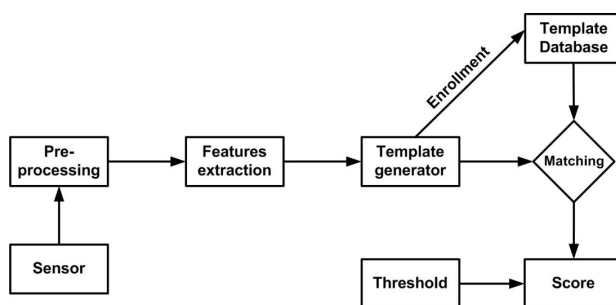 Template
Database
Enrollment
Pre-
processing
Features
extraction
Template
generator
Matching
Sensor
Threshold
Score